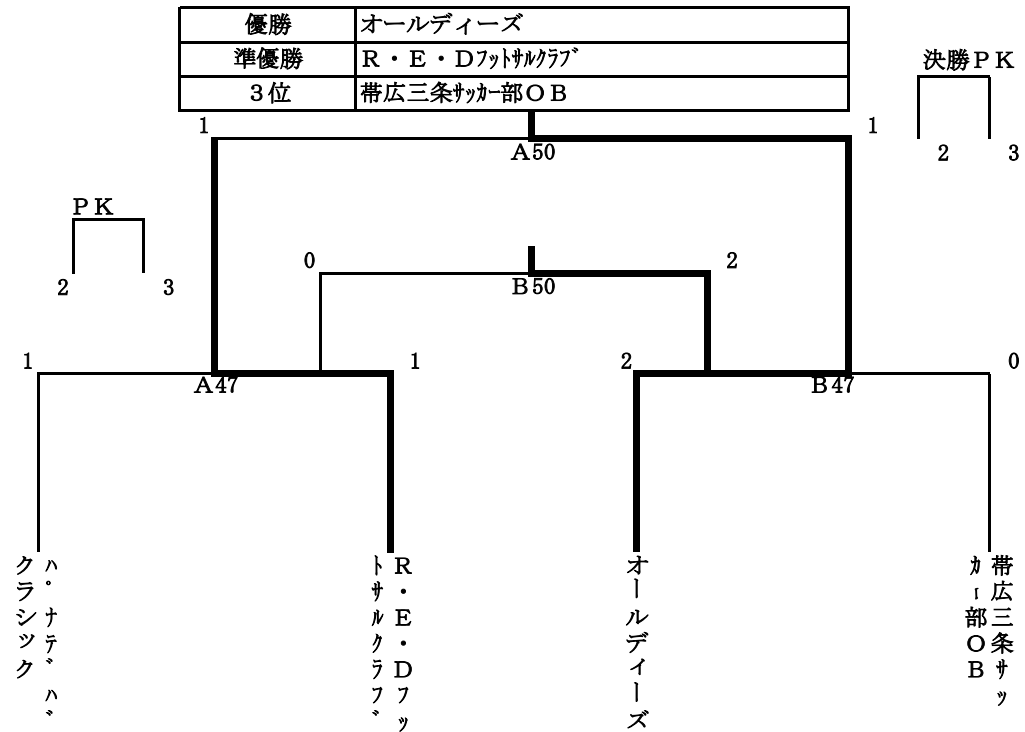 優勝 オールディーズ
準優勝 Ｒ・Ｅ・Ｄﾌｯﾄｻﾙｸﾗﾌﾞ
３位 帯広三条ｻｯｶｰ部ＯＢ
決勝ＰＫ
1
1
Ａ50
2 3
ＰＫ
2 3
0
2
Ｂ50
1
1
2
0
Ａ47
Ｂ47
ﾊﾟﾅﾃﾞﾊﾞ
クラシック
Ｒ・Ｅ・Ｄﾌｯ
ﾄｻﾙｸﾗﾌﾞ
オールディーズ
帯広三条ｻｯ
ｶｰ部ＯＢ